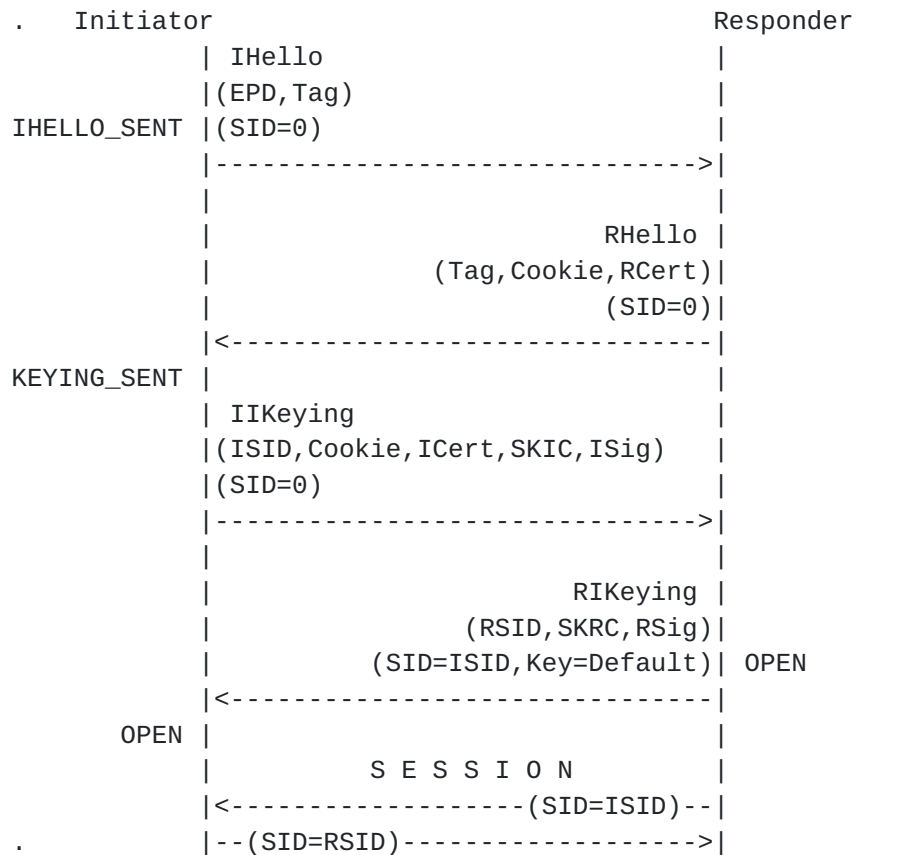 .   Initiator                                Responder
            | IHello                         |
            |(EPD,Tag)                       |
IHELLO_SENT |(SID=0)                         |
            |------------------------------->|
            |                                |
            |                         RHello |
            |              (Tag,Cookie,RCert)|
            |                         (SID=0)|
            |<-------------------------------|
KEYING_SENT |                                |
            | IIKeying                       |
            |(ISID,Cookie,ICert,SKIC,ISig)   |
            |(SID=0)                         |
            |------------------------------->|
            |                                |
            |                       RIKeying |
            |                (RSID,SKRC,RSig)|
            |          (SID=ISID,Key=Default)| OPEN
            |<-------------------------------|
       OPEN |                                |
            |          S E S S I O N         |
            |<-------------------(SID=ISID)--|
.           |--(SID=RSID)------------------->|